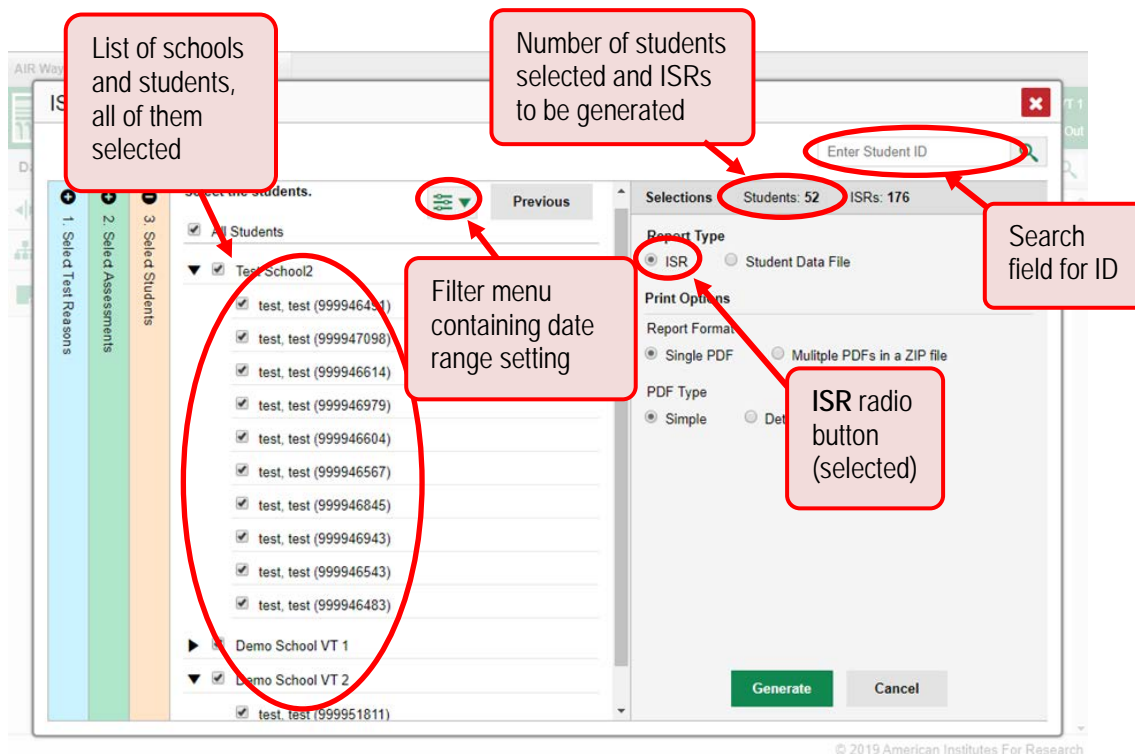 List of schools
and students,
all of them
selected
Number of students
selected and ISRs
to be generated
AIR Way
IS
Enter Student ID
VT 1
Out
Search
field for ID
1. Select Test Reasons
2. Select Assessments
3. Select Students
Select the students.
Previous
All Students
Test School2
test, test (999946491)
test, test (999947098)
test, test (999946614)
test, test (999946979)
test, test (999946604)
test, test (999946567)
test, test (999946845)
test, test (999946943)
test, test (999946543)
test, test (999946483)
Demo School VT 1
Demo School VT 2
test, test (999951811)
Filter menu
containing date
range setting
Selections Students: 52 ISRs: 176
Report Type
ISR Student Data File
Print Options
Report Format
Single PDF Mulitple PDFs in a ZIP file
PDF Type
Simple Det
ISR radio
button
(selected)
Generate Cancel
© 2019 American Institutes For Research